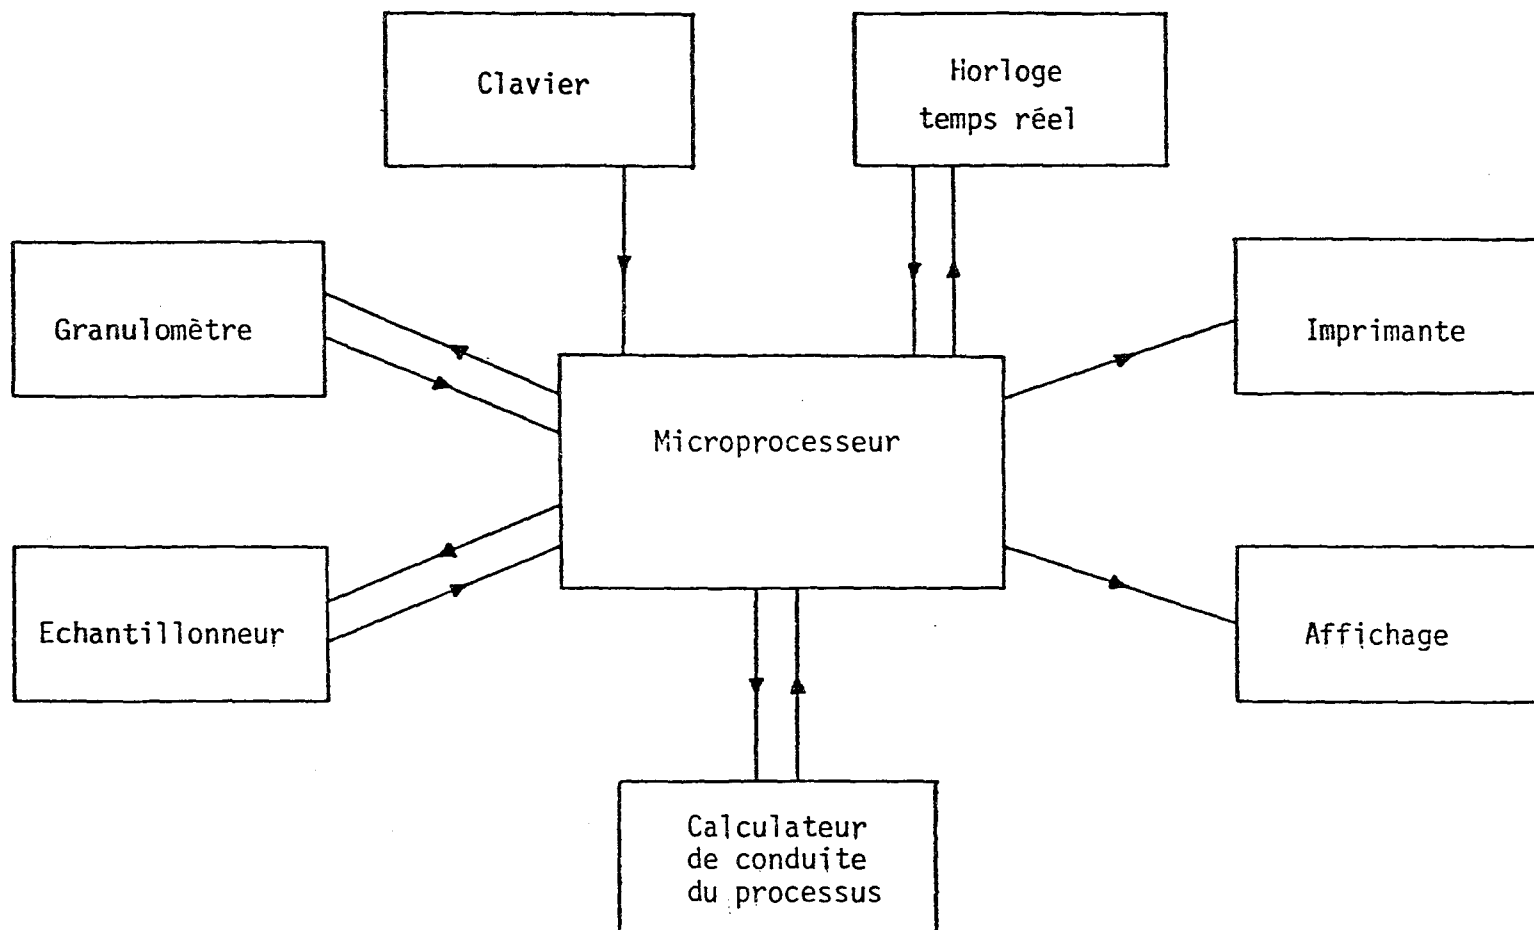 Clavier
Horloge
temps réel
Granulomètre
Imprimante
Microprocesseur
Echantillonneur
Affichage
Calculateur
de conduite
du processus